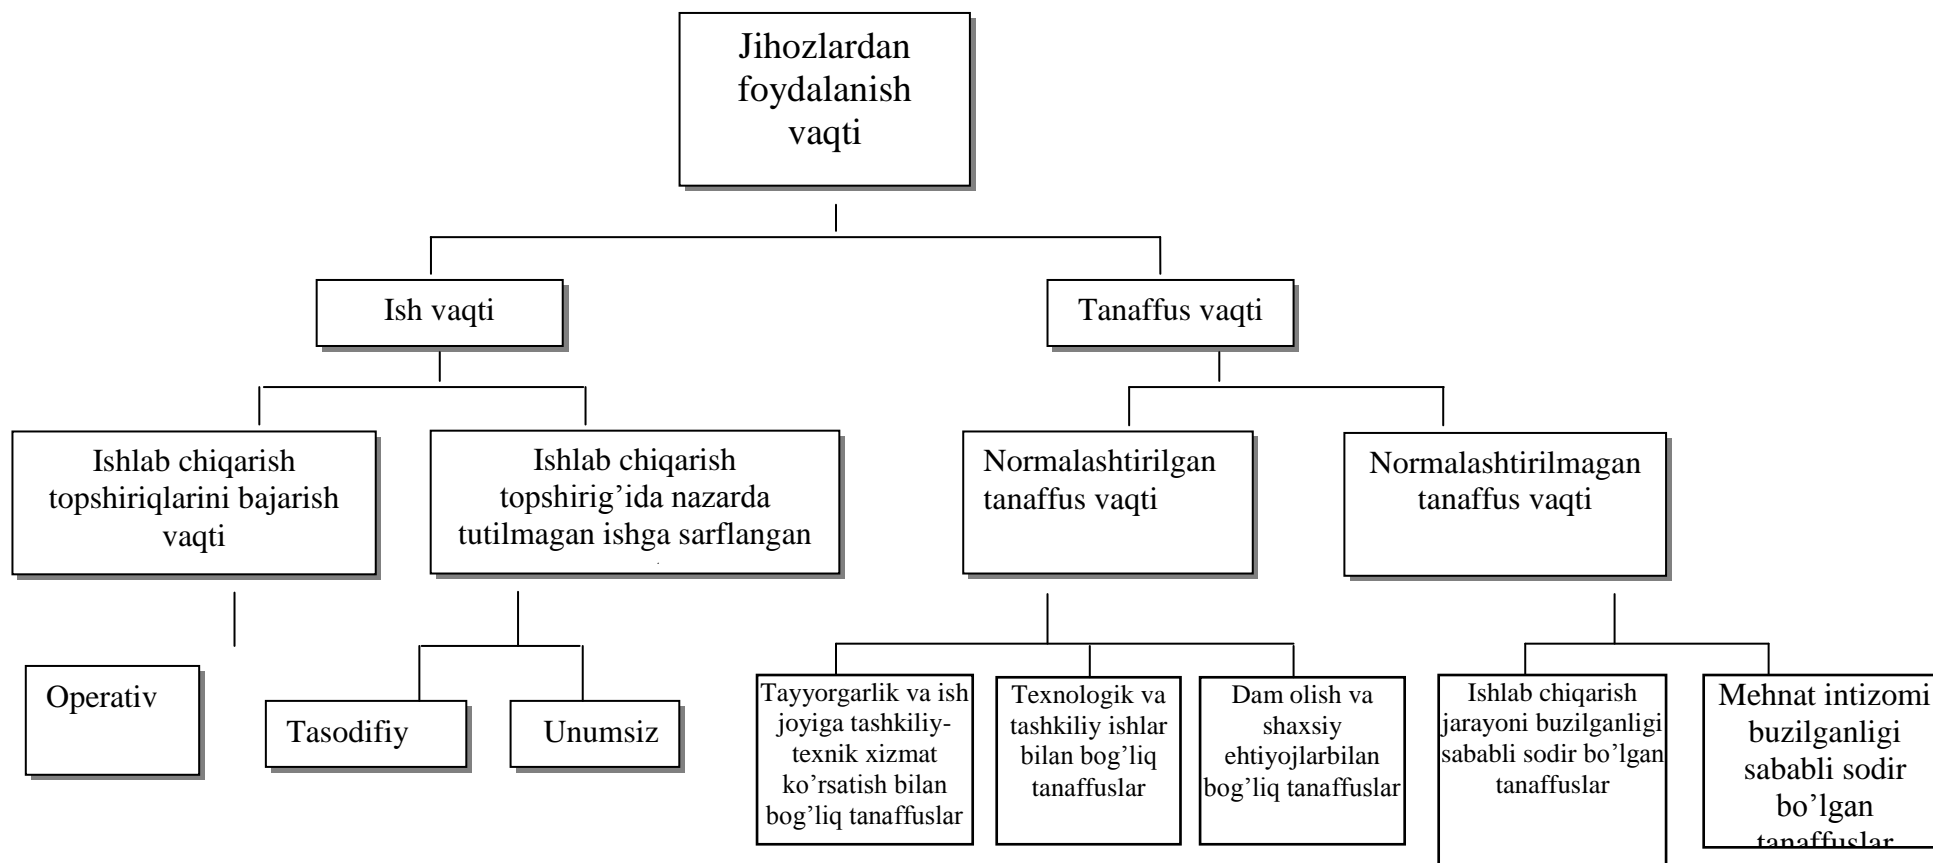 Jihozlardan
foydalanish
vaqti
Ish vaqti
Tanaffus vaqti
Ishlab chiqarish
topshiriqlarini bajarish
vaqti
Ishlab chiqarish
topshirig’ida nazarda
tutilmagan ishga sarflangan
Normalashtirilgan
tanaffus vaqti
Normalashtirilmagan
tanaffus vaqti
Operativ
Tasodifiy
Unumsiz
Tayyorgarlik va ish
joyiga tashkiliy-
texnik xizmat
ko’rsatish bilan
bog’liq tanaffuslar
Texnologik va
tashkiliy ishlar
bilan bog’liq
tanaffuslar
Dam olish va
shaxsiy
ehtiyojlarbilan
bog’liq tanaffuslar
Ishlab chiqarish
jarayoni buzilganligi
sababli sodir bo’lgan
tanaffuslar
Mehnat intizomi
buzilganligi
sababli sodir
bo’lgan
tanaffuslar